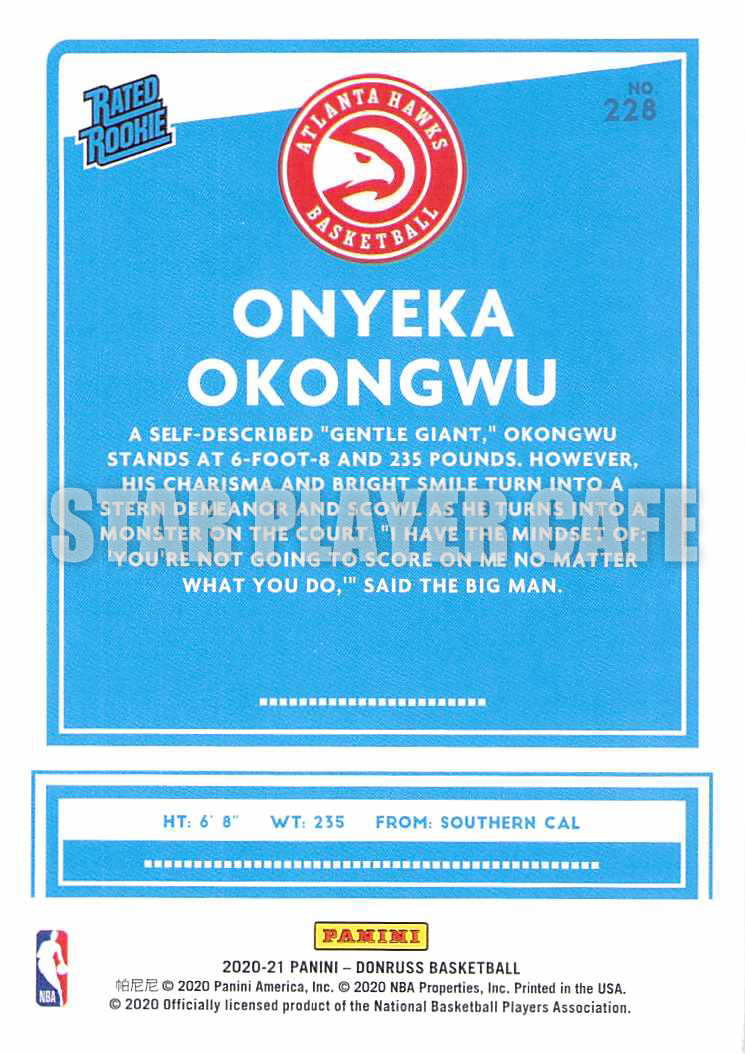 RATED
ROOKIE
ATLANTA HAWKS
BASKETBALL
NO.
228
ONYEKA
OKONGWU
A SELF-DESCRIBED "GENTLE GIANT," OKONGWU
STANDS AT 6-FOOT-8 AND 235 POUNDS. HOWEVER,
HIS CHARISMA AND BRIGHT SMILE TURN INTO A
STERN DEMEANOR AND SCOWL AS HE TURNS INTO A
MONSTER ON THE COURT. "I HAVE THE MINDSET OF:
'YOU'RE NOT GOING TO SCORE ON ME NO MATTER
WHAT YOU DO,'" SAID THE BIG MAN.
STAR PLAYER CAFE
HT: 6' 8" WT: 235 FROM: SOUTHERN CAL
PANINI
NBA
2020-21 PANINI – DONRUSS BASKETBALL
帕尼尼 © 2020 Panini America, Inc. © 2020 NBA Properties, Inc. Printed in the USA.
© 2020 Officially licensed product of the National Basketball Players Association.